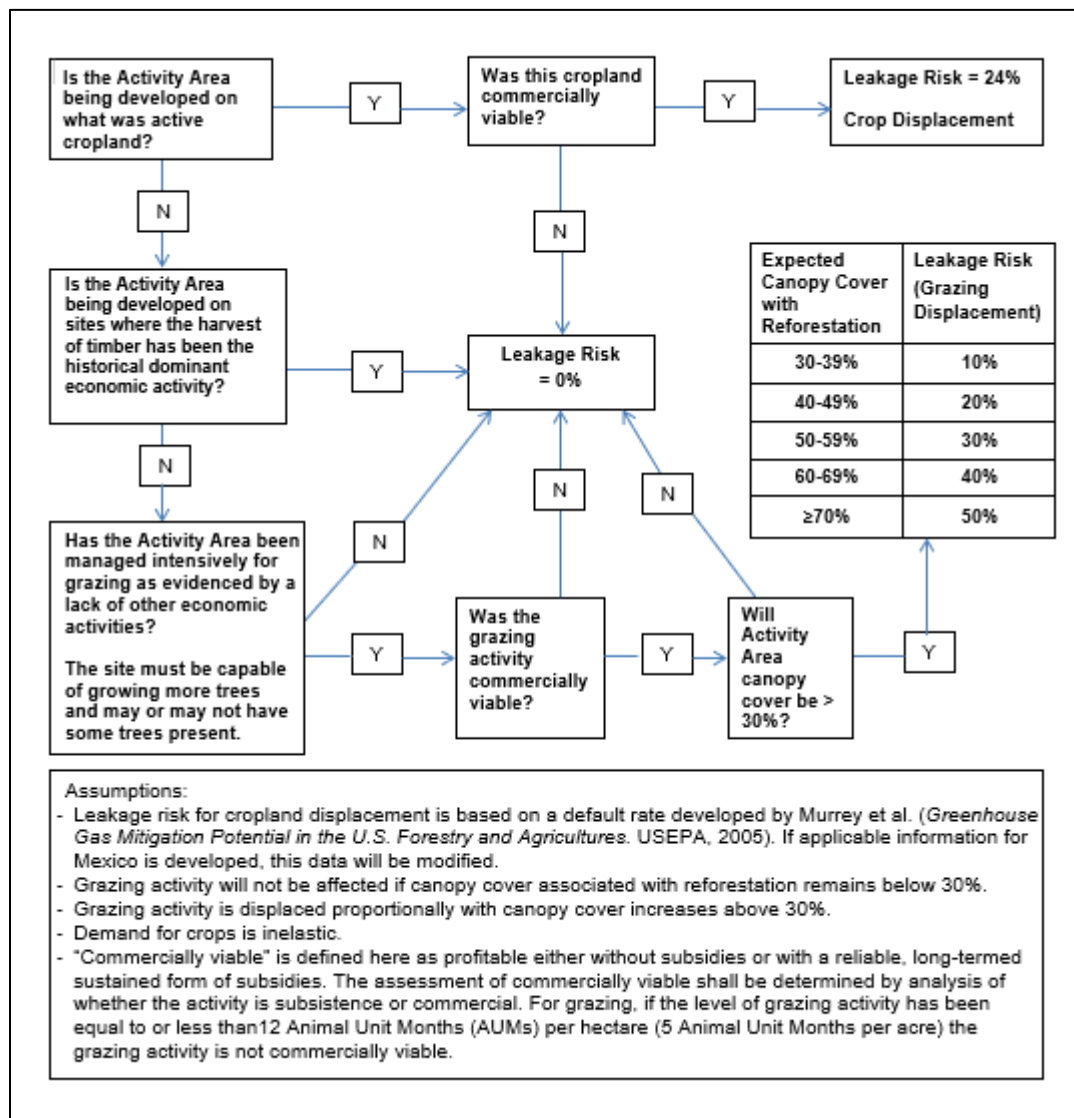 Is the Activity Area
being developed on
what was active
cropland?
Y
Was this cropland
commercially
viable?
Y
Leakage Risk = 24%
Crop Displacement
N
N
Is the Activity Area
being developed on
sites where the harvest
of timber has been the
historical dominant
economic activity?
Y
Leakage Risk
= 0%
Expected
Canopy Cover
with
Reforestation
Leakage Risk
(Grazing
Displacement)
30-39%
10%
40-49%
20%
50-59%
30%
60-69%
40%
≥70%
50%
N
N
N
N
Has the Activity Area been
managed intensively for
grazing as evidenced by a
lack of other economic
activities?
The site must be capable
of growing more trees
and may or may not have
some trees present.
Y
Was the
grazing
activity
commercially
viable?
Y
Will
Activity
Area
canopy
cover be >
30%?
Y
Assumptions:
- Leakage risk for cropland displacement is based on a default rate developed by Murrey et al. (Greenhouse
Gas Mitigation Potential in the U.S. Forestry and Agricultures. USEPA, 2005). If applicable information for
Mexico is developed, this data will be modified.
- Grazing activity will not be affected if canopy cover associated with reforestation remains below 30%.
- Grazing activity is displaced proportionally with canopy cover increases above 30%.
- Demand for crops is inelastic.
- “Commercially viable” is defined here as profitable either without subsidies or with a reliable, long-termed
sustained form of subsidies. The assessment of commercially viable shall be determined by analysis of
whether the activity is subsistence or commercial. For grazing, if the level of grazing activity has been
equal to or less than12 Animal Unit Months (AUMs) per hectare (5 Animal Unit Months per acre) the
grazing activity is not commercially viable.